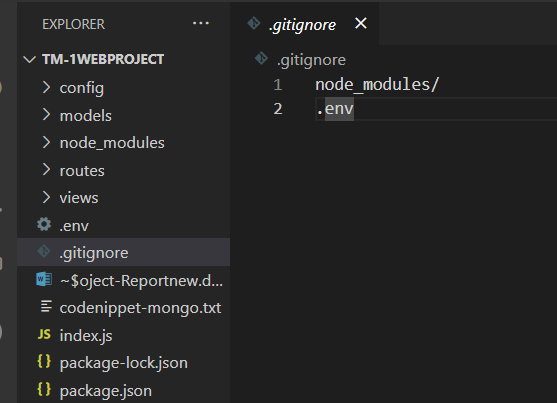 EXPLORER
TM-1WEBPROJECT
config
models
node_modules
routes
views
.env
.gitignore
~$oject-Reportnew.d...
codenippet-mongo.txt
JS index.js
{} package-lock.json
{} package.json
.gitignore
.gitignore
1 node_modules/
2 .env